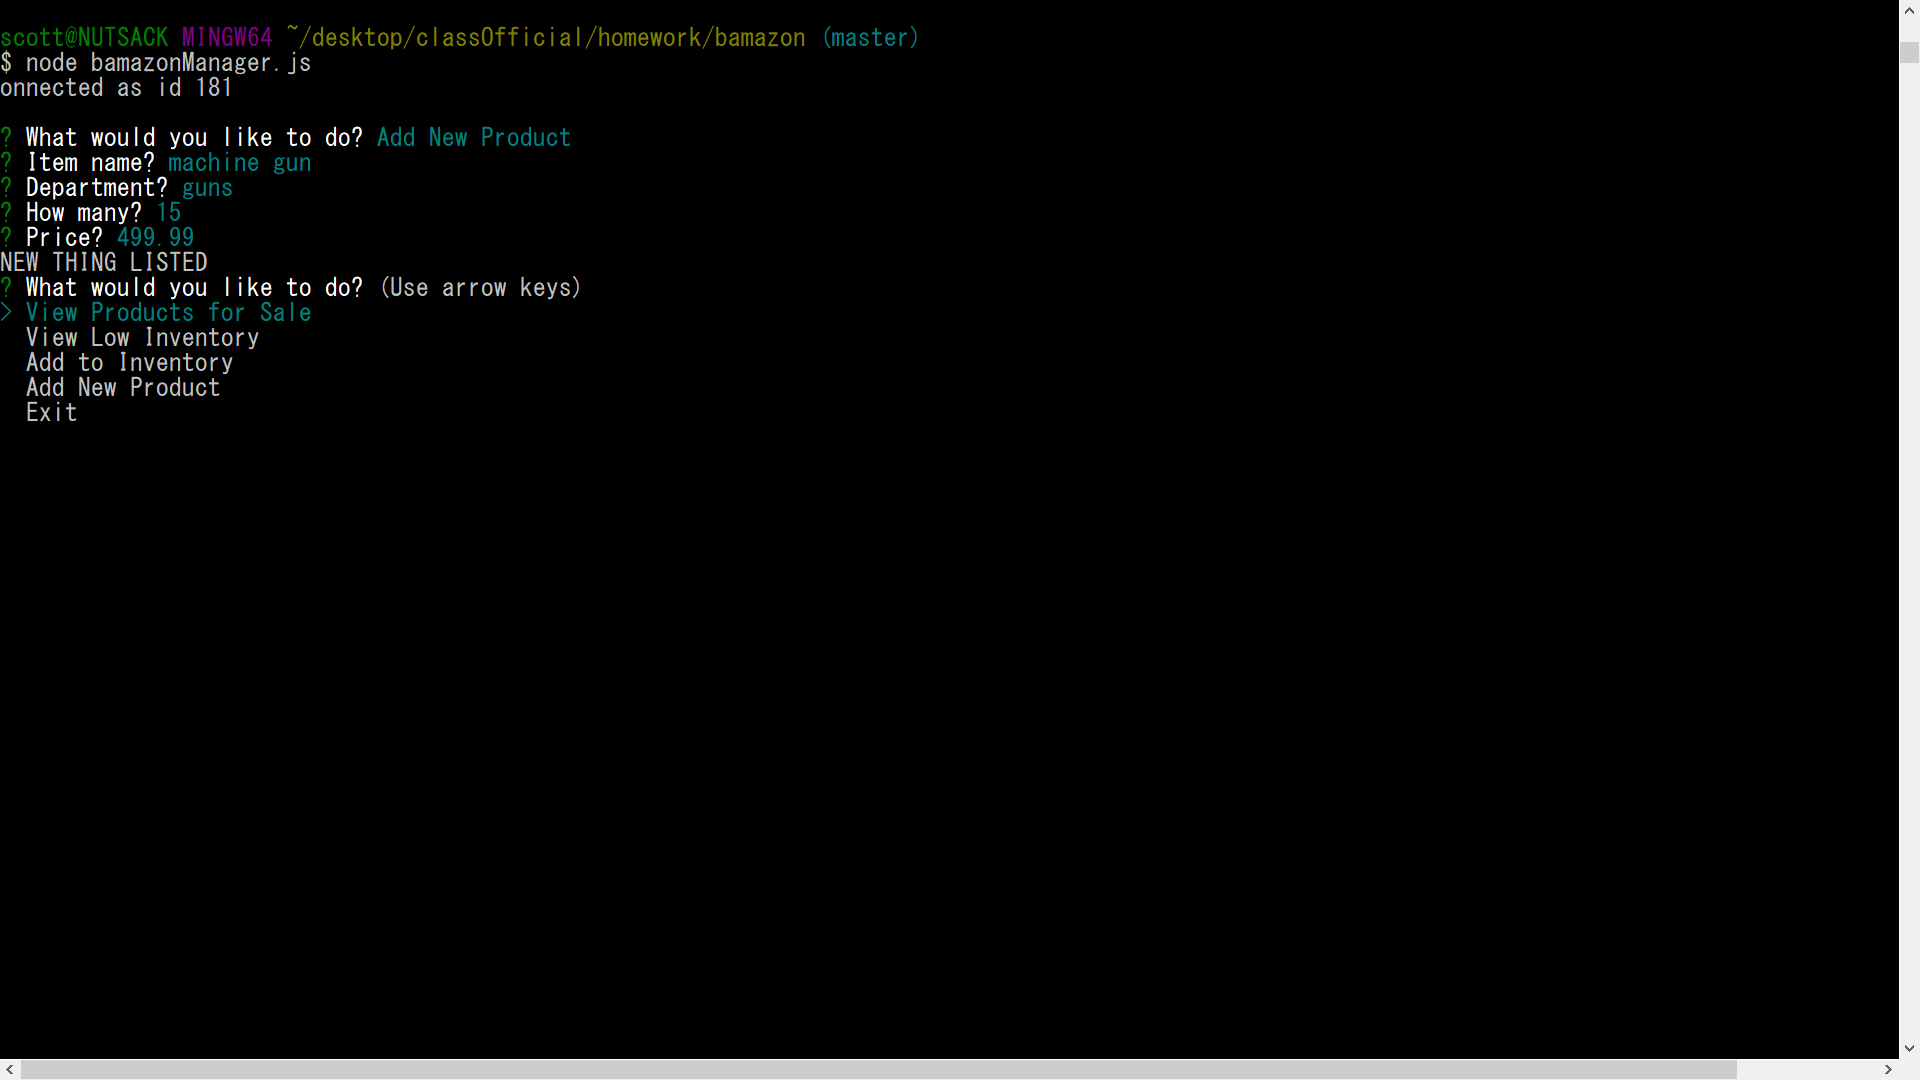 scott@NUTSACK MINGW64 ~/desktop/classOfficial/homework/bamazon (master)
$ node bamazonManager.js
onnected as id 181
? What would you like to do? Add New Product
? Item name? machine gun
? Department? guns
? How many? 15
? Price? 499.99
NEW THING LISTED
? What would you like to do? (Use arrow keys)
> View Products for Sale
View Low Inventory
Add to Inventory
Add New Product
Exit